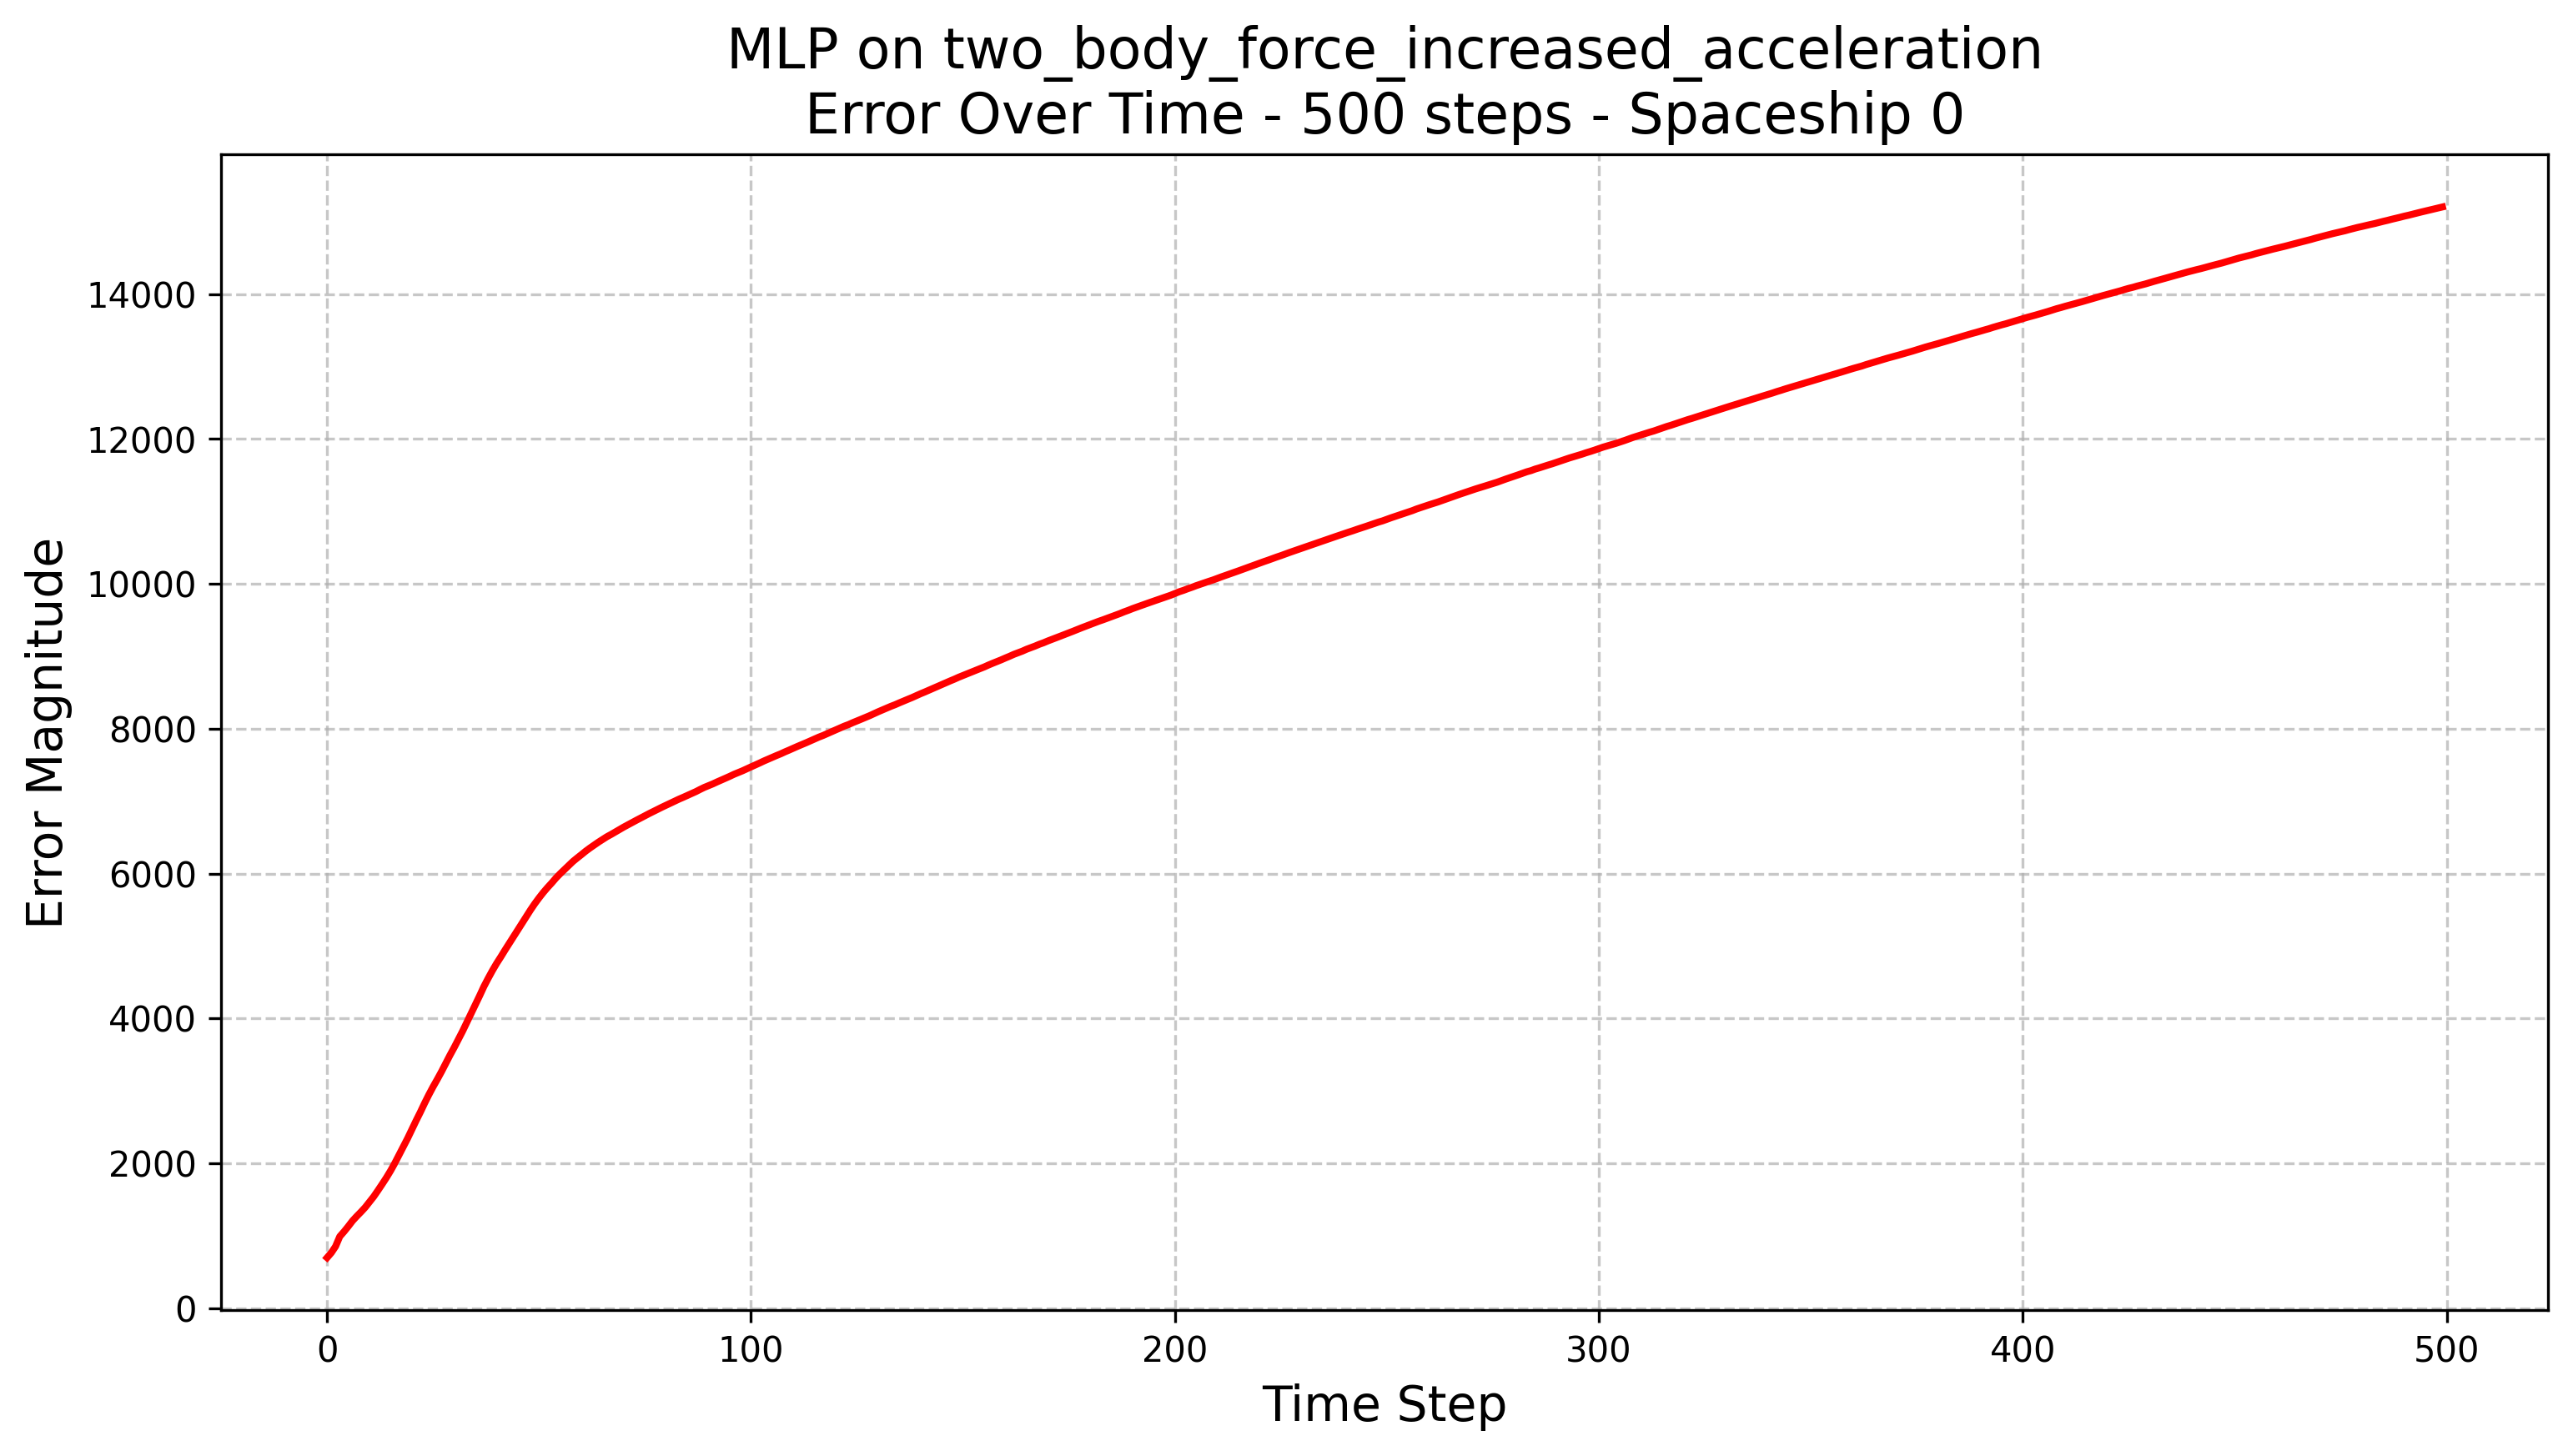 MLP on two_body_force_increased_acceleration
Error Over Time - 500 steps - Spaceship 0
Error Magnitude
14000
12000
10000
8000
6000
4000
2000
0
0 100 200 300 400 500
Time Step